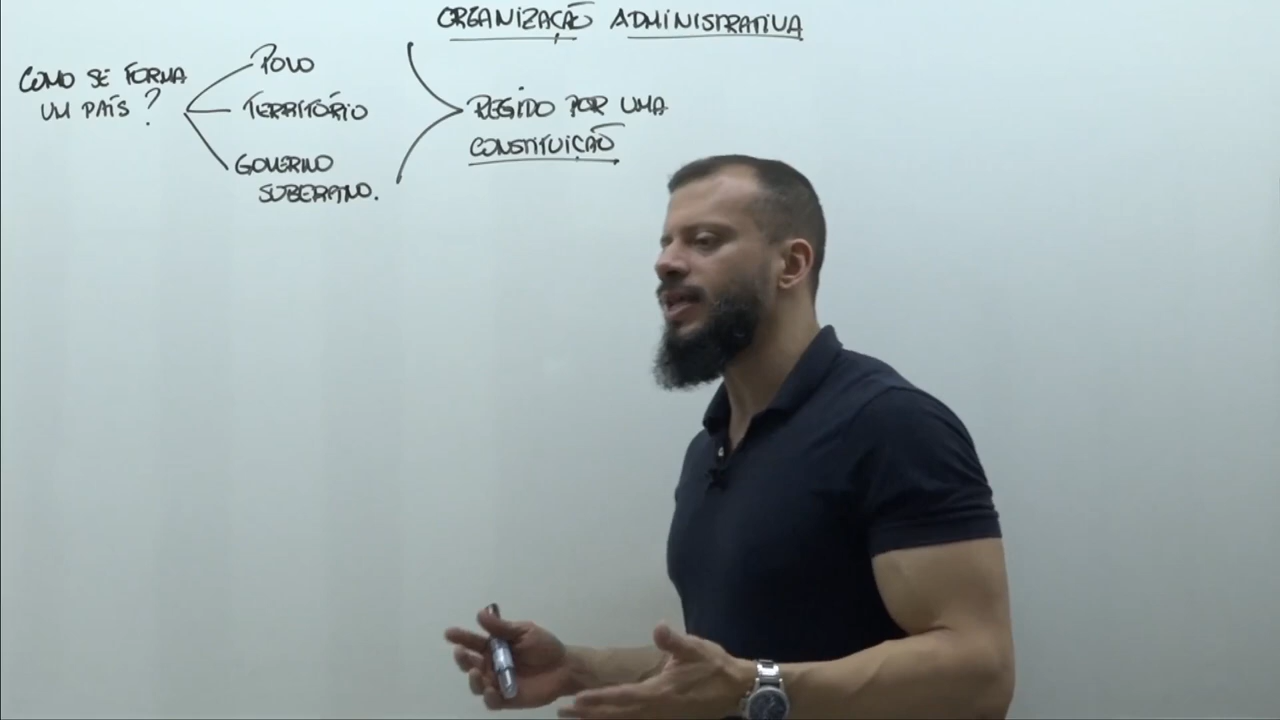 ORGANIZAÇÃO ADMINISTRATIVA
COMO SE FORMA
UM PAÍS?
POVO
TERRITÓRIO
GOVERNO
SOBERANO.
REGIDO POR UMA
CONSTITUIÇÃO